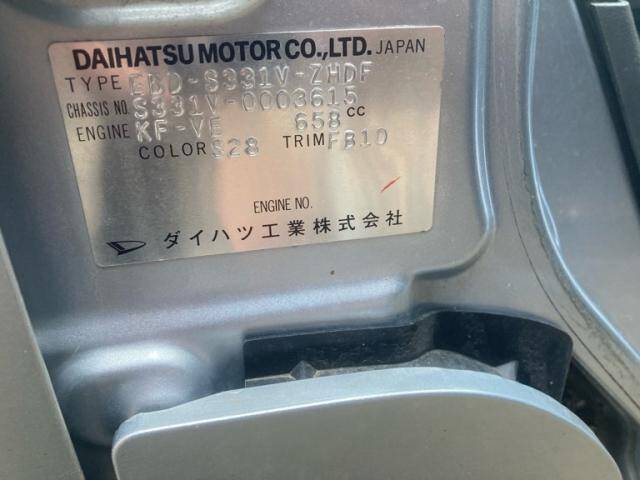 DAIHATSU MOTOR CO.,LTD. JAPAN
TYPE EBD-S331V-ZHDF
CHASSIS NO. S331V-0003615
ENGINE KF-VE 658 cc
COLOR S28 TRIM FB10
ENGINE NO.
ダイハツ工業株式会社